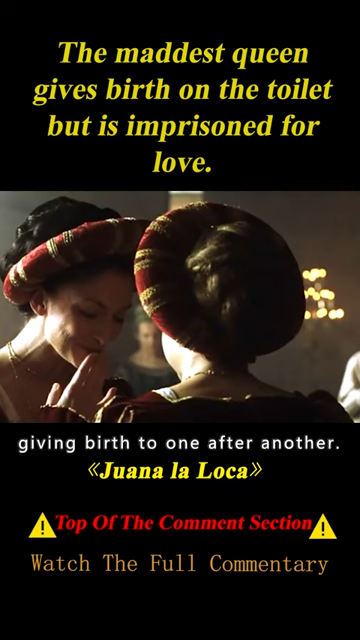 The maddest queen
gives birth on the toilet
but is imprisoned for
love.
giving birth to one after another.
《Juana la Loca》
Top Of The Comment Section
Watch The Full Commentary